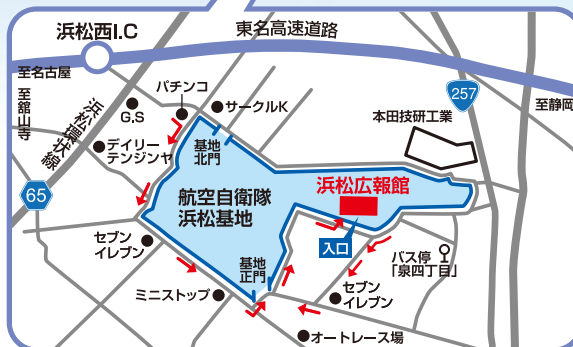 浜松西I.C
東名高速道路
至名古屋
至舘山寺
浜松環状線
パチンコ
G.S
サークルK
257
至静岡
本田技研工業
デイリー
テンジンヤ
基地
北門
65
航空自衛隊
浜松基地
浜松広報館
入口
セブン
イレブン
基地
正門
バス停
「泉四丁目」
ミニストップ
セブン
イレブン
オートレース場